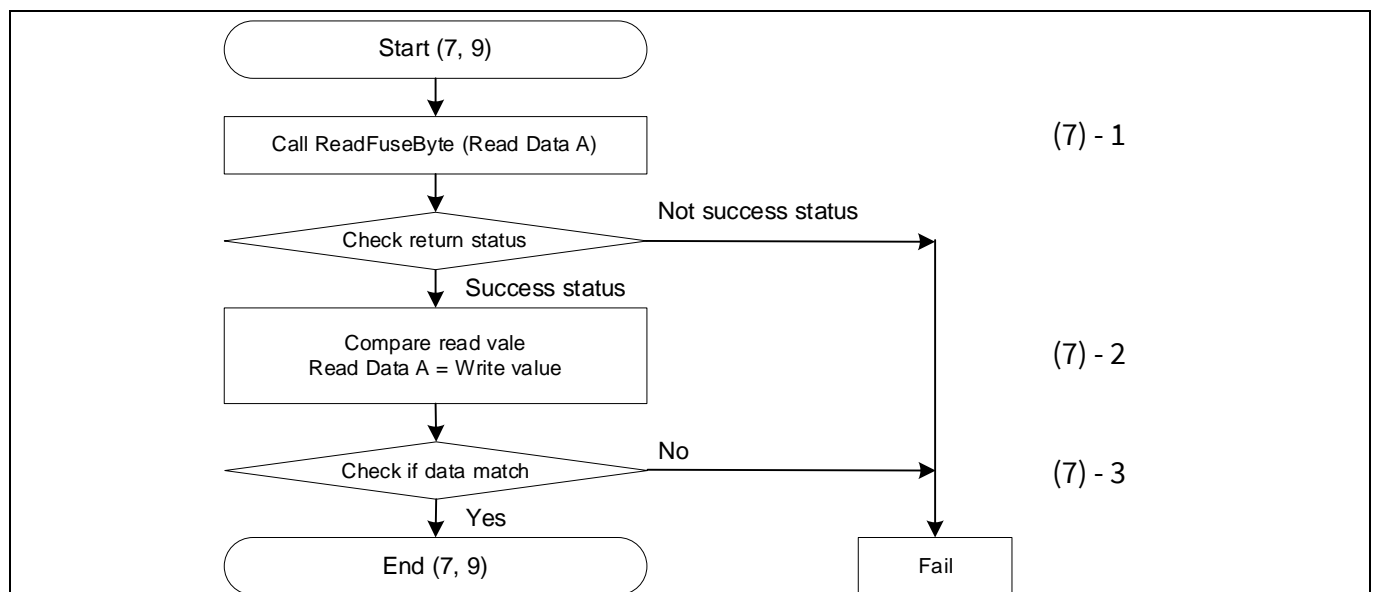 Start (7, 9)
Call ReadFuseByte (Read Data A)
(7) - 1
Not success status
Check return status
Success status
Compare read vale
Read Data A = Write value
(7) - 2
No
Check if data match
(7) - 3
Yes
End (7, 9)
Fail